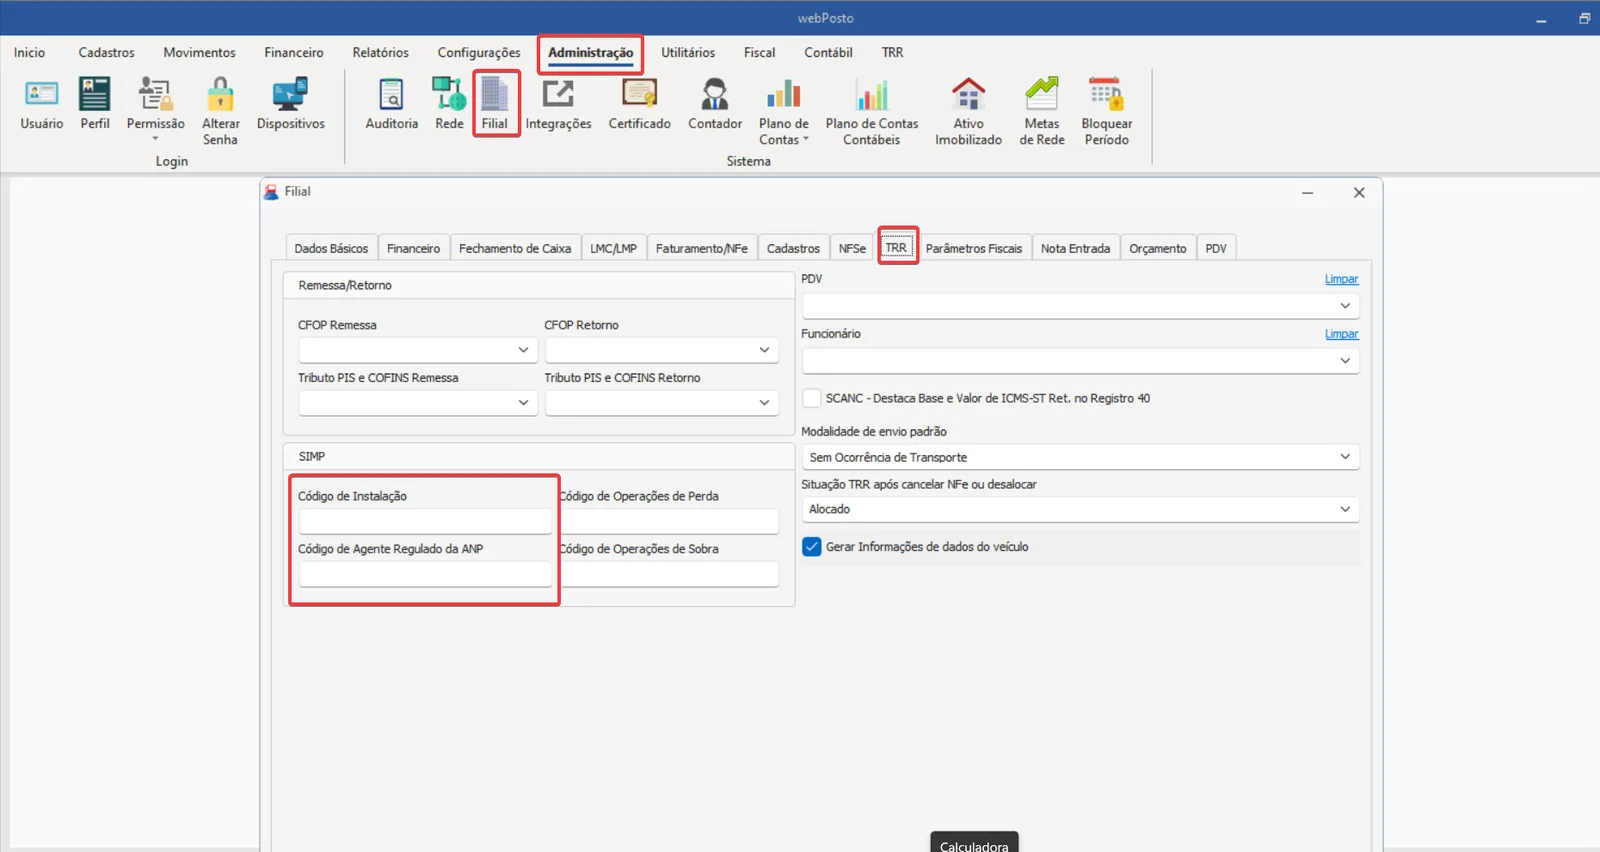 webPosto
Inicio Cadastros Movimentos Financeiro Relatórios Configurações Administração Utilitários Fiscal Contábil TRR
Usuário Perfil Permissão Alterar Senha Dispositivos Auditoria Rede Filial Integrações Certificado Contador Plano de Contas Plano de Contas Contábeis Ativo Imobilizado Metas de Rede Bloquear Período
Login Sistema
Filial
Dados Básicos Financeiro Fechamento de Caixa LMC/LMP Faturamento/NFe Cadastros NFSe TRR Parâmetros Fiscais Nota Entrada Orçamento PDV
Remessa/Retorno
CFOP Remessa CFOP Retorno
Tributo PIS e COFINS Remessa Tributo PIS e COFINS Retorno
SIMP
Código de Instalação Código de Operações de Perda
Código de Agente Regulado da ANP Código de Operações de Sobra
PDV Limpar
Funcionário Limpar
SCANC - Destaca Base e Valor de ICMS-ST Ret. no Registro 40
Modalidade de envio padrão
Sem Ocorrência de Transporte
Situação TRR após cancelar NFe ou desalocar
Alocado
Gerar Informações de dados do veículo
Calculadora